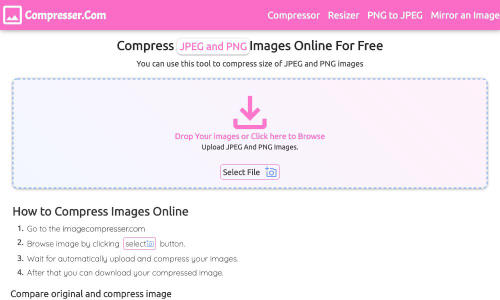 Compresser.Com
Compressor Resizer PNG to JPEG Mirror an Image
Compress JPEG and PNG Images Online For Free
You can use this tool to compress size of JPEG and PNG images
Drop Your images or Click here to Browse
Upload JPEG And PNG Images.
Select File
How to Compress Images Online
1. Go to the imagecompresser.com
2. Browse image by clicking select button.
3. Wait for automatically upload and compress your images.
4. After that you can download your compressed image.
Compare original and compress image